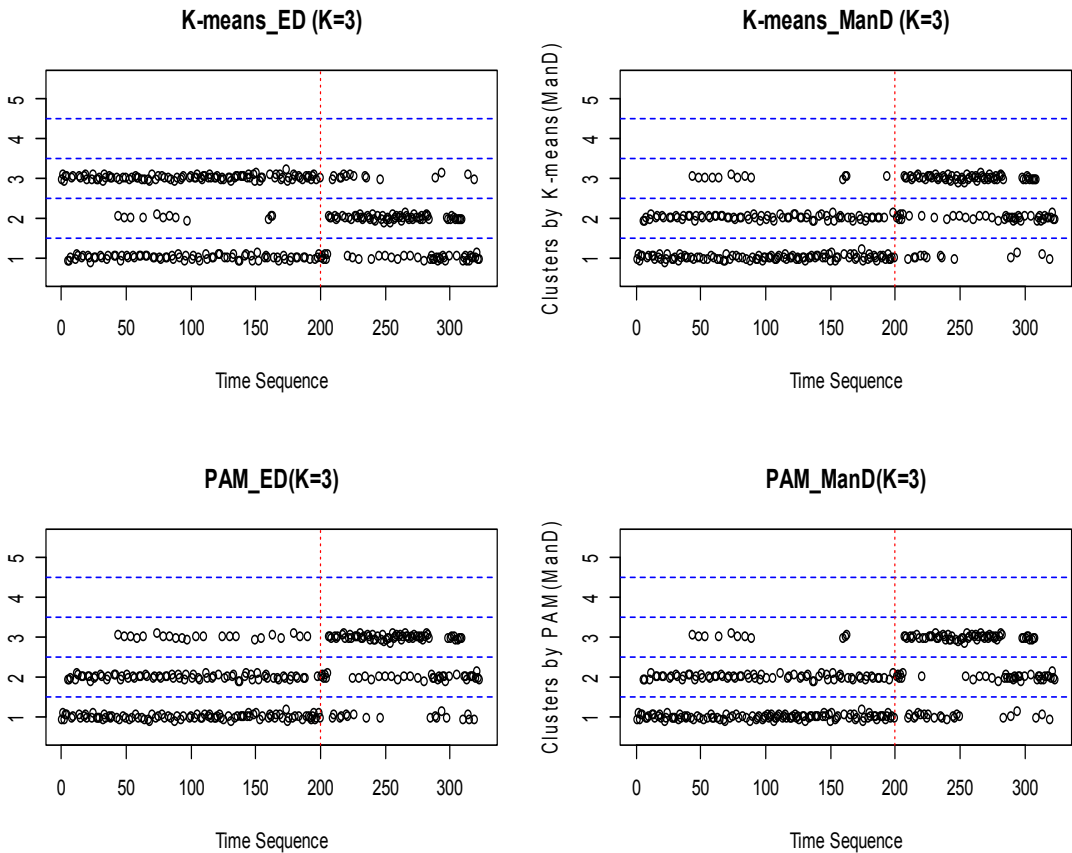 K-means_ED (K=3)
5
4
3
2
1
0 50 100 150 200 250 300
Time Sequence
K-means_ManD (K=3)
Clusters by K-means(ManD)
5
4
3
2
1
0 50 100 150 200 250 300
Time Sequence
PAM_ED(K=3)
5
4
3
2
1
0 50 100 150 200 250 300
Time Sequence
PAM_ManD(K=3)
Clusters by PAM(ManD)
5
4
3
2
1
0 50 100 150 200 250 300
Time Sequence